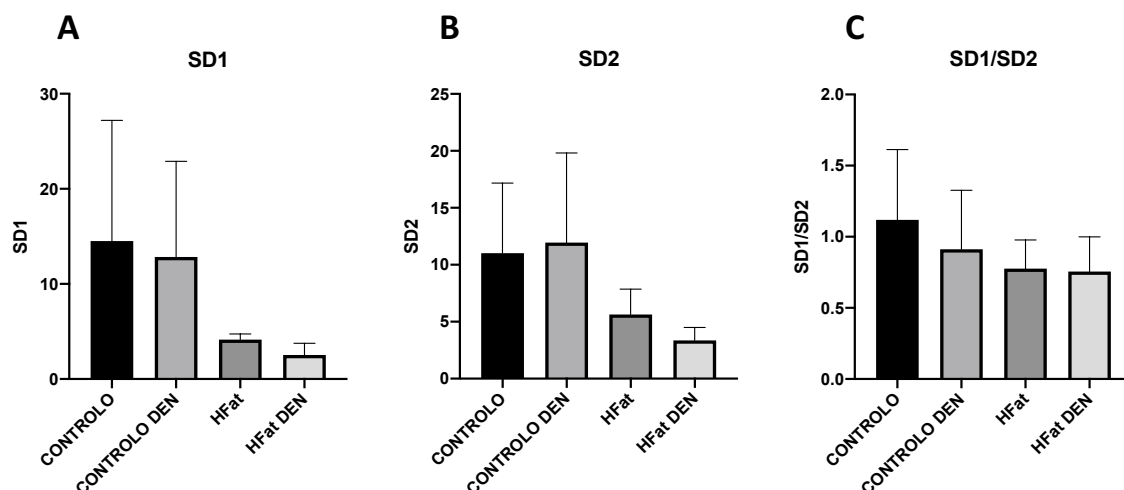 A
SD1
30
20
10
0
SD1
CONTROLO
CONTROLO DEN
HFat
HFat DEN
B
SD2
25
20
15
10
5
0
SD2
CONTROLO
CONTROLO DEN
HFat
HFat DEN
C
SD1/SD2
2.0
1.5
1.0
0.5
0.0
SD1/SD2
CONTROLO
CONTROLO DEN
HFat
HFat DEN